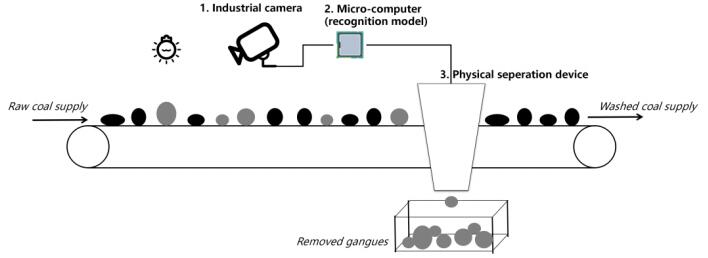 1. Industrial camera
2. Micro-computer
(recognition model)
3. Physical seperation device
Raw coal supply
Washed coal supply
Removed gangues